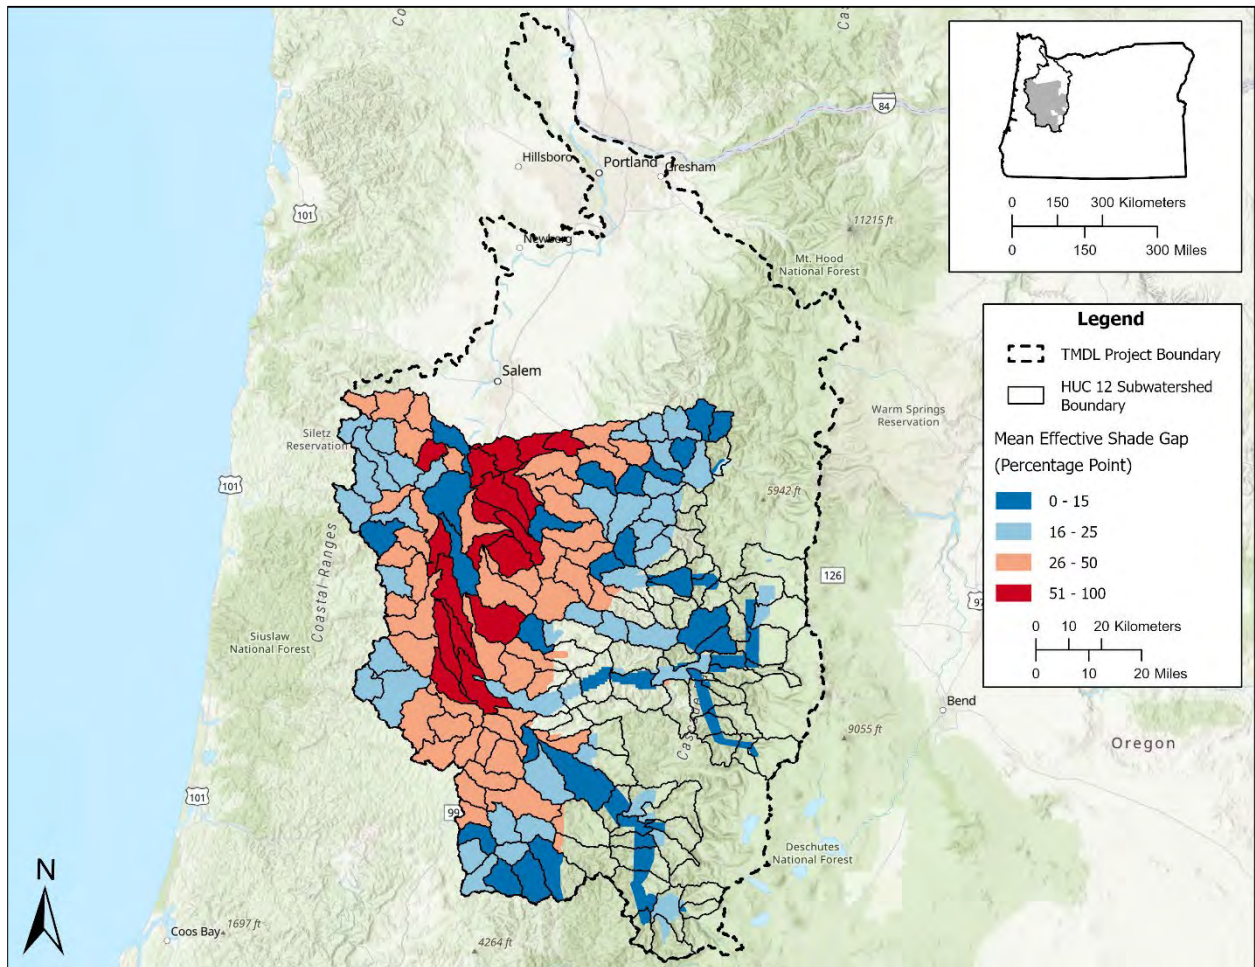 Co
Cas
84
Hillsboro
Portland
Gresham
101
11215 ft
Newberg
Mt. Hood
National Forest
Salem
Siletz
Reservation
Warm Springs
Reservation
101
5942 ft
Coastal Ranges
126
97
Siuslaw
National Forest
Cascade
Bend
9055 ft
Oregon
101
99
Deschutes
National Forest
N
1697 ft
Coos Bay
4264 ft
0 150 300 Kilometers
0 150 300 Miles
Legend
TMDL Project Boundary
HUC 12 Subwatershed
Boundary
Mean Effective Shade Gap
(Percentage Point)
0 - 15
16 - 25
26 - 50
51 - 100
0 10 20 Kilometers
0 10 20 Miles